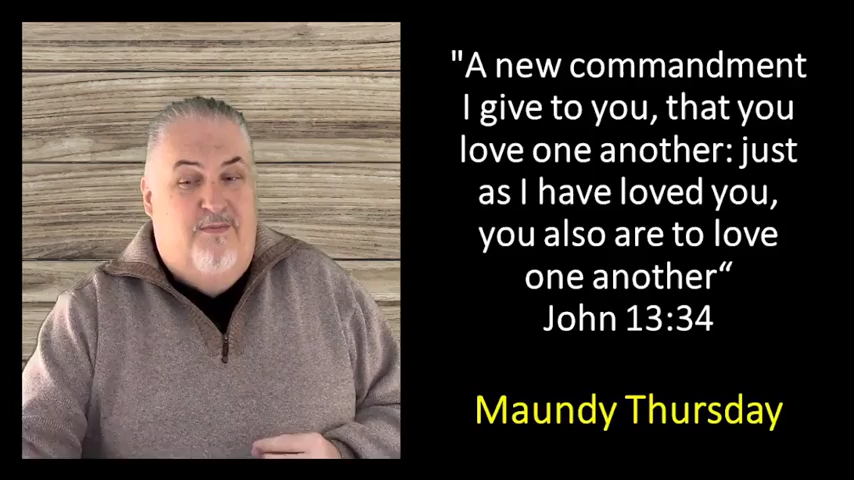 "A new commandment
I give to you, that you
love one another: just
as I have loved you,
you also are to love
one another“
John 13:34
Maundy Thursday